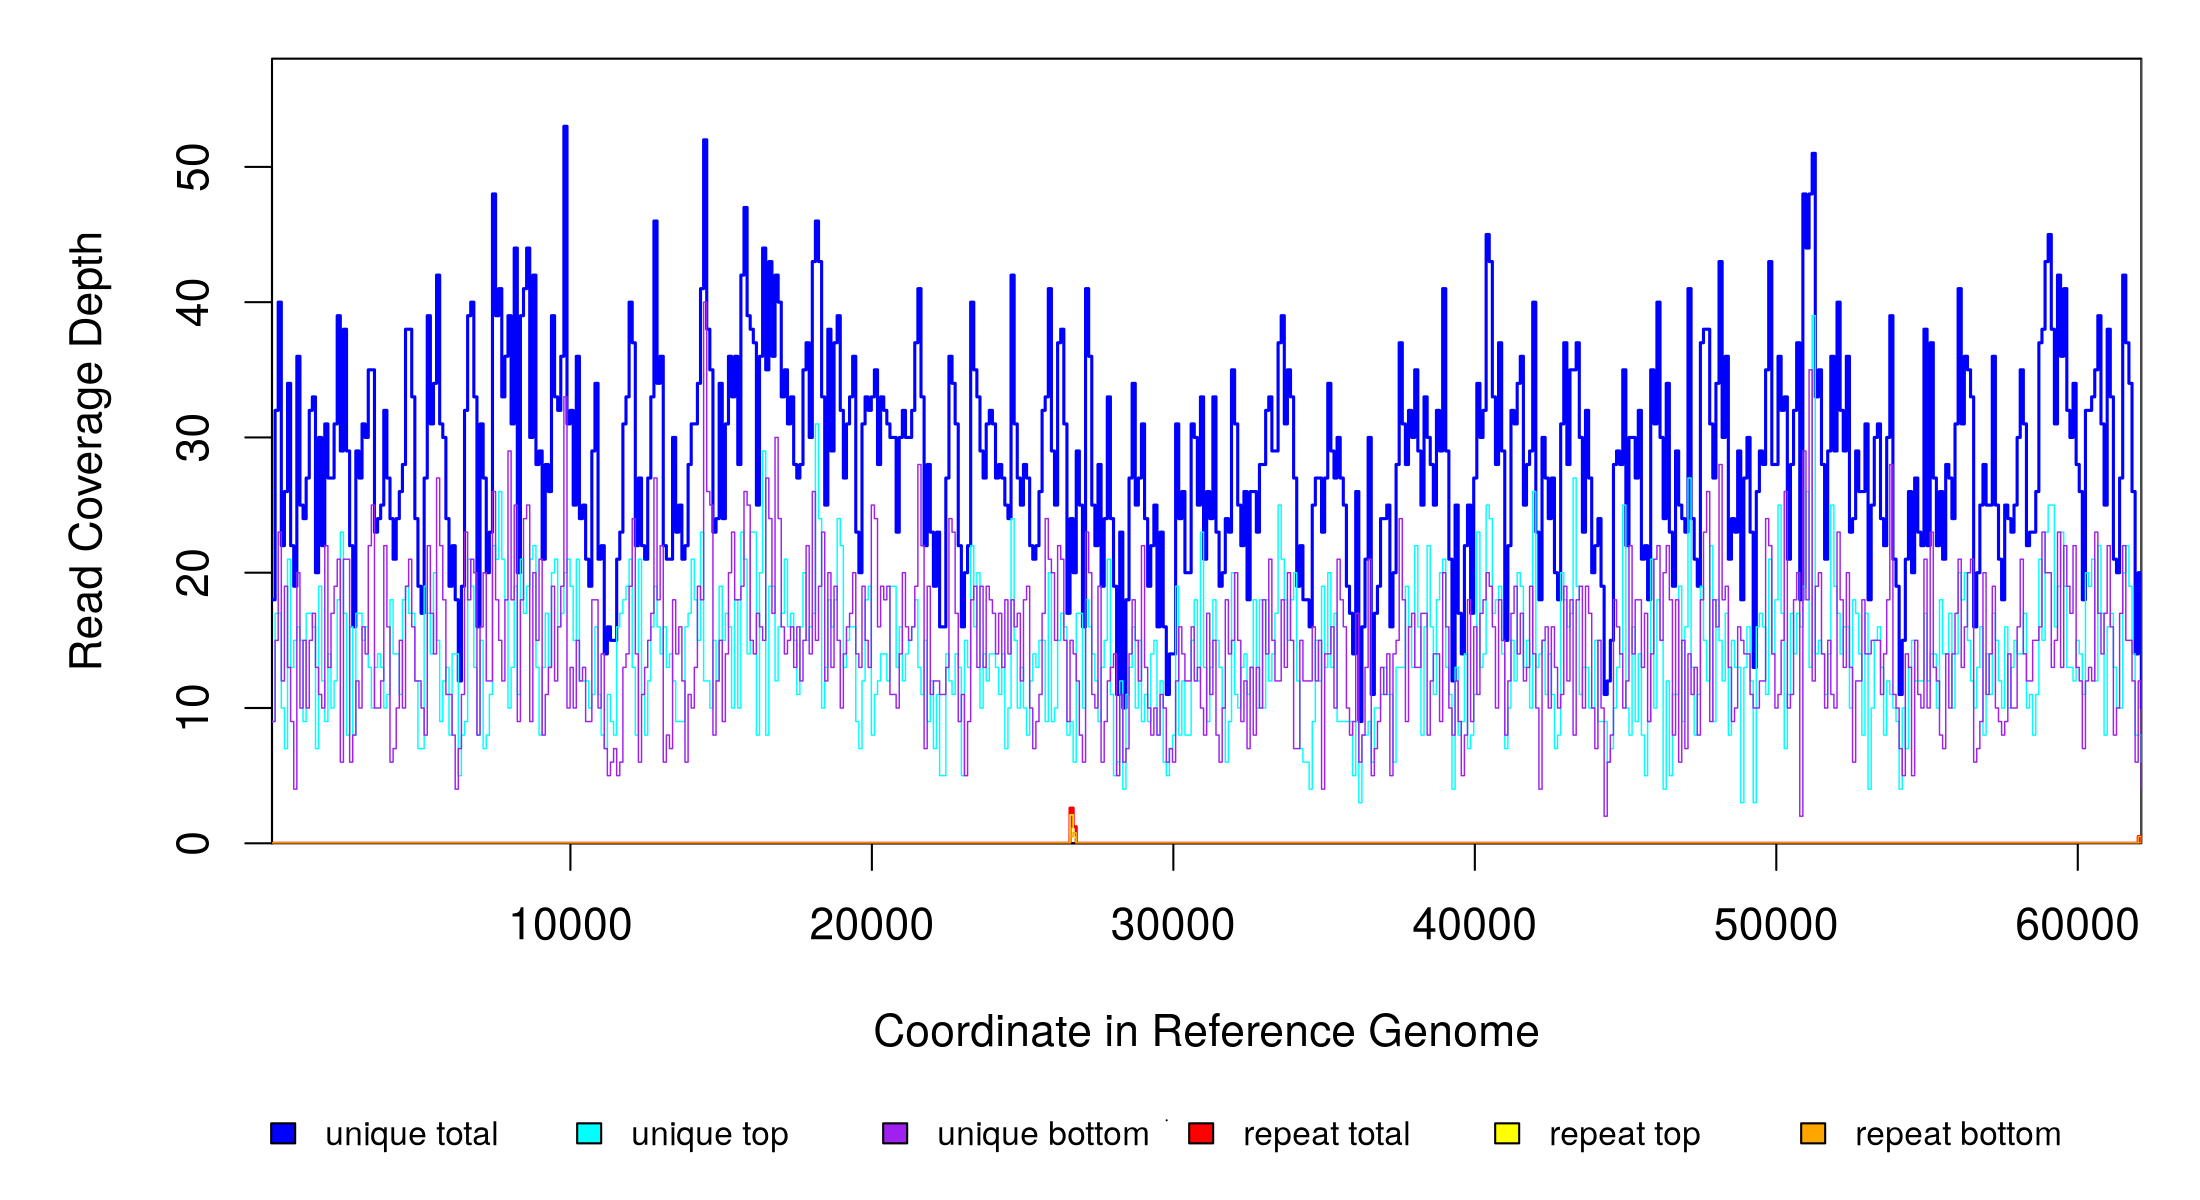 Read Coverage Depth
50
40
30
20
10
0
10000 20000 30000 40000 50000 60000
Coordinate in Reference Genome
unique total unique top unique bottom repeat total repeat top repeat bottom